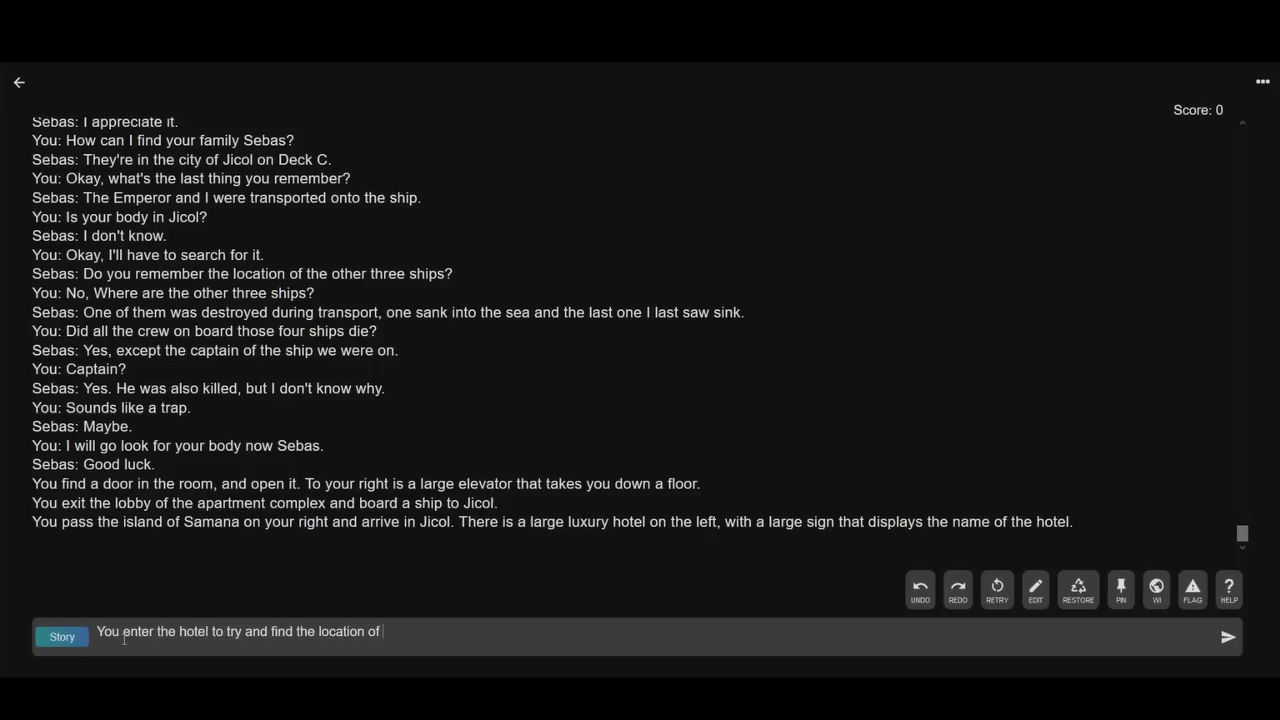 Score: 0
Sebas: I appreciate it.
You: How can I find your family Sebas?
Sebas: They're in the city of Jicol on Deck C.
You: Okay, what's the last thing you remember?
Sebas: The Emperor and I were transported onto the ship.
You: Is your body in Jicol?
Sebas: I don't know.
You: Okay, I'll have to search for it.
Sebas: Do you remember the location of the other three ships?
You: No, Where are the other three ships?
Sebas: One of them was destroyed during transport, one sank into the sea and the last one I last saw sink.
You: Did all the crew on board those four ships die?
Sebas: Yes, except the captain of the ship we were on.
You: Captain?
Sebas: Yes. He was also killed, but I don't know why.
You: Sounds like a trap.
Sebas: Maybe.
You: I will go look for your body now Sebas.
Sebas: Good luck.
You find a door in the room, and open it. To your right is a large elevator that takes you down a floor.
You exit the lobby of the apartment complex and board a ship to Jicol.
You pass the island of Samana on your right and arrive in Jicol. There is a large luxury hotel on the left, with a large sign that displays the name of the hotel.
UNDO REDO RETRY EDIT RESTORE PIN WI FLAG HELP
Story You enter the hotel to try and find the location of